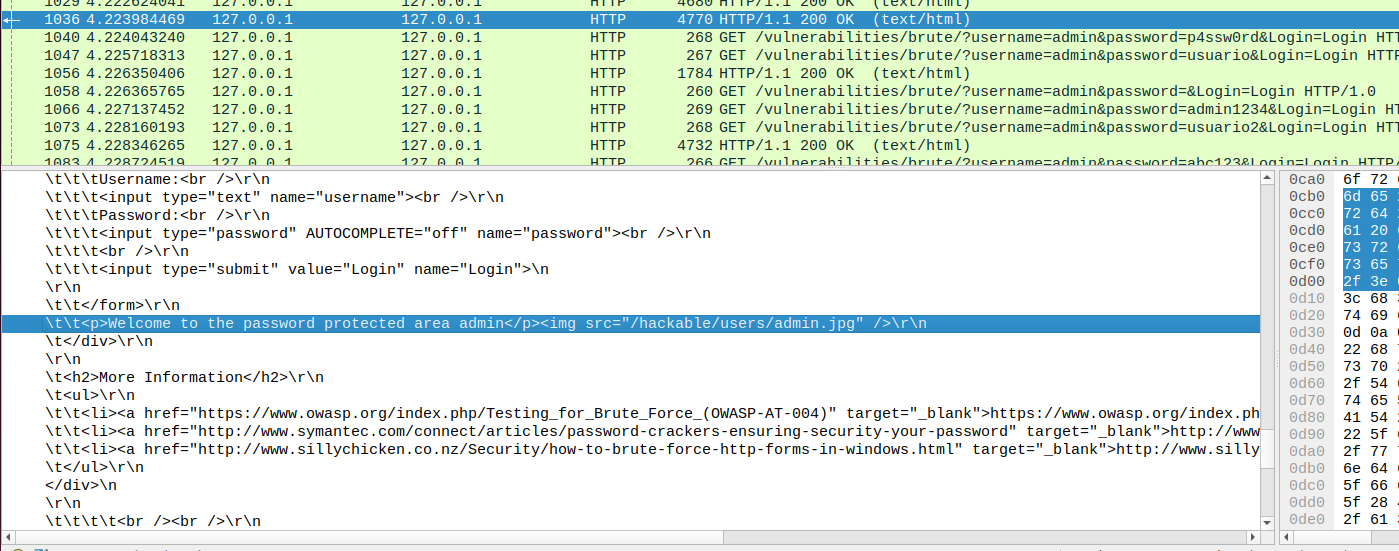 1029 4.222624041 127.0.0.1 127.0.0.1 HTTP 4680 HTTP/1.1 200 OK (text/html)
1036 4.223984469 127.0.0.1 127.0.0.1 HTTP 4770 HTTP/1.1 200 OK (text/html)
1040 4.224043240 127.0.0.1 127.0.0.1 HTTP 268 GET /vulnerabilities/brute/?username=admin&password=p4ssw0rd&Login=Login HTT
1047 4.225718313 127.0.0.1 127.0.0.1 HTTP 267 GET /vulnerabilities/brute/?username=admin&password=usuario&Login=Login HTTP
1056 4.226350406 127.0.0.1 127.0.0.1 HTTP 1784 HTTP/1.1 200 OK (text/html)
1058 4.226365765 127.0.0.1 127.0.0.1 HTTP 260 GET /vulnerabilities/brute/?username=admin&password=&Login=Login HTTP/1.0
1066 4.227137452 127.0.0.1 127.0.0.1 HTTP 269 GET /vulnerabilities/brute/?username=admin&password=admin1234&Login=Login HT
1073 4.228160193 127.0.0.1 127.0.0.1 HTTP 268 GET /vulnerabilities/brute/?username=admin&password=usuario2&Login=Login HTT
1075 4.228346265 127.0.0.1 127.0.0.1 HTTP 4732 HTTP/1.1 200 OK (text/html)
1083 4.228724519 127.0.0.1 127.0.0.1 HTTP 266 GET /vulnerabilities/brute/?username=admin&password=abc123&Login=Login HTTP/
\t\t\tUsername:<br />\r\n
\t\t\t<input type="text" name="username"><br />\r\n
\t\t\tPassword:<br />\r\n
\t\t\t<input type="password" AUTOCOMPLETE="off" name="password"><br />\r\n
\t\t\t<br />\r\n
\t\t\t<input type="submit" value="Login" name="Login">\n
\r\n
\t\t</form>\r\n
\t\t<p>Welcome to the password protected area admin</p><img src="/hackable/users/admin.jpg" />\r\n
\t</div>\r\n
\r\n
\t<h2>More Information</h2>\r\n
\t<ul>\r\n
\t\t<li><a href="https://www.owasp.org/index.php/Testing_for_Brute_Force_(OWASP-AT-004)" target="_blank">https://www.owasp.org/index.ph
\t\t<li><a href="http://www.symantec.com/connect/articles/password-crackers-ensuring-security-your-password" target="_blank">http://www
\t\t<li><a href="http://www.sillychicken.co.nz/Security/how-to-brute-force-http-forms-in-windows.html" target="_blank">http://www.silly
\t</ul>\r\n
</div>\n
\r\n
\t\t\t\t<br /><br />\r\n
0ca0 6f 72
0cb0 6d 65
0cc0 72 64
0cd0 61 20
0ce0 73 72
0cf0 73 65
0d00 2f 3e
0d10 3c 68
0d20 74 69
0d30 0d 0a
0d40 22 68
0d50 73 70
0d60 2f 54
0d70 74 65
0d80 41 54
0d90 22 5f
0da0 2f 77
0db0 6e 64
0dc0 5f 66
0dd0 5f 28
0de0 2f 61